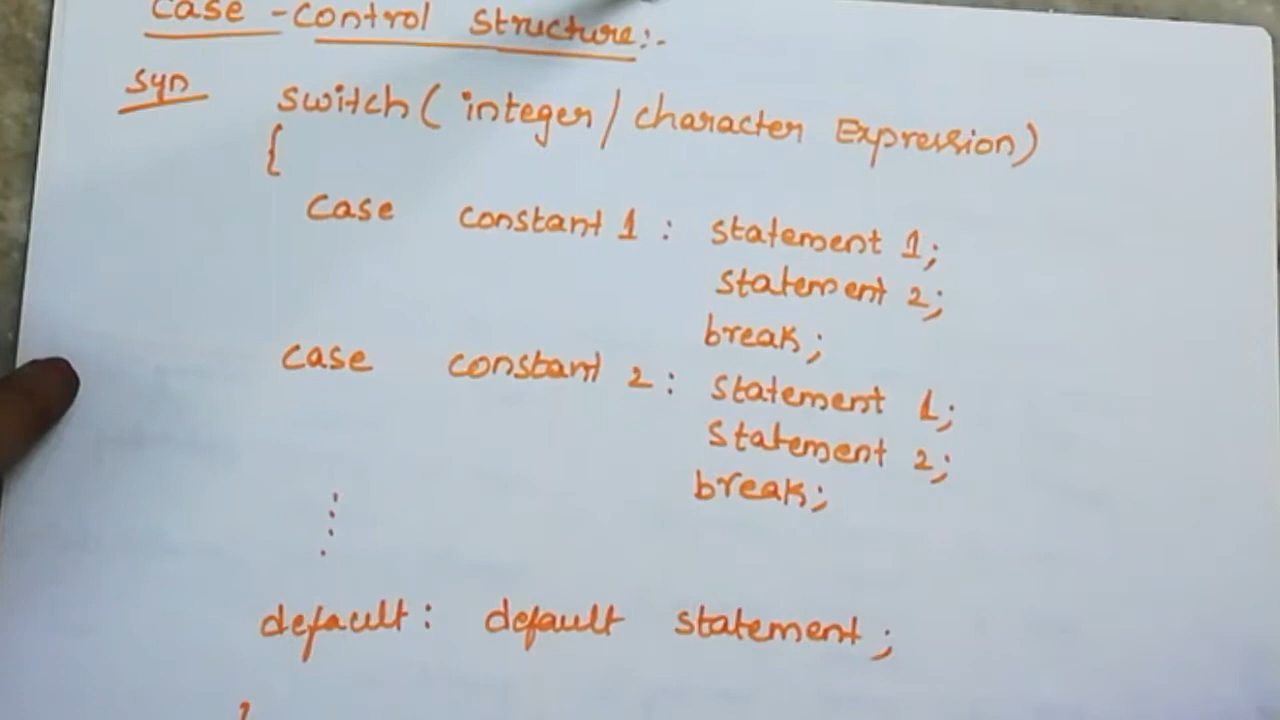 Case - Control Structure:-
Syn switch( integer / character Expression)
{
case constant 1 : statement 1;
statement 2;
break;
case constant 2 : statement 1;
statement 2;
break;
default : default statement ;
}